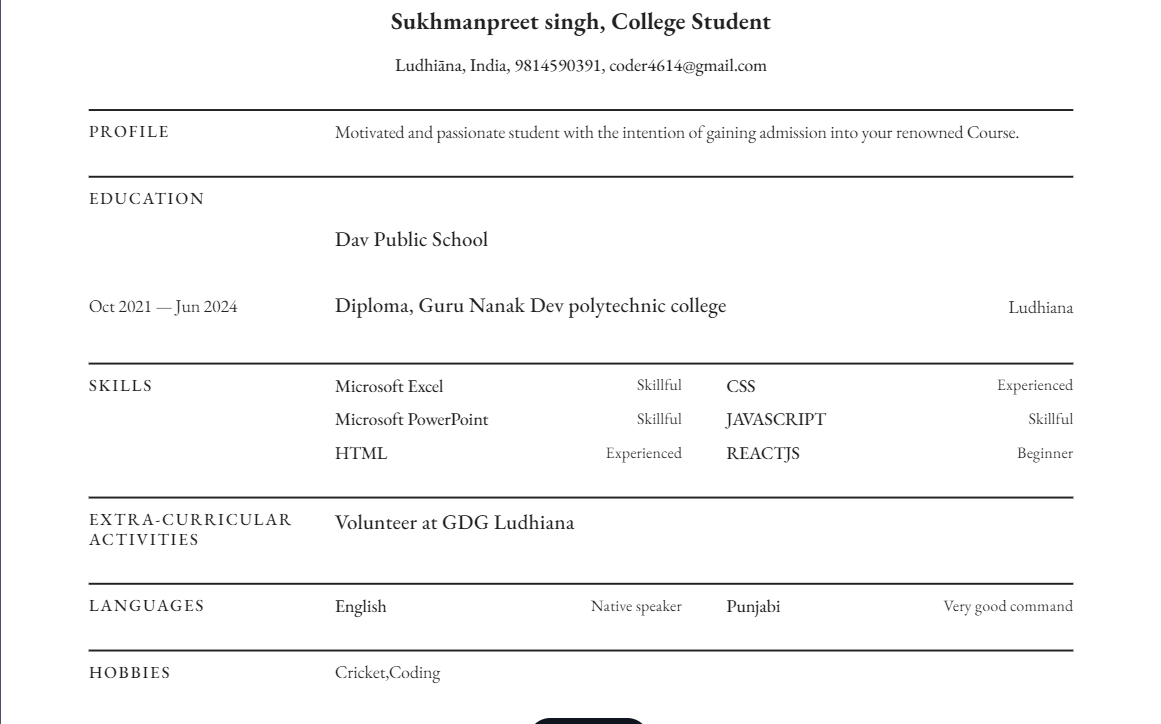 Sukhmanpreet singh, College Student
Ludhiāna, India, 9814590391, coder4614@gmail.com
PROFILE Motivated and passionate student with the intention of gaining admission into your renowned Course.
EDUCATION
Dav Public School
Oct 2021 — Jun 2024 Diploma, Guru Nanak Dev polytechnic college Ludhiana
SKILLS Microsoft Excel Skillful CSS Experienced
Microsoft PowerPoint Skillful JAVASCRIPT Skillful
HTML Experienced REACTJS Beginner
EXTRA-CURRICULAR Volunteer at GDG Ludhiana
ACTIVITIES
LANGUAGES English Native speaker Punjabi Very good command
HOBBIES Cricket,Coding